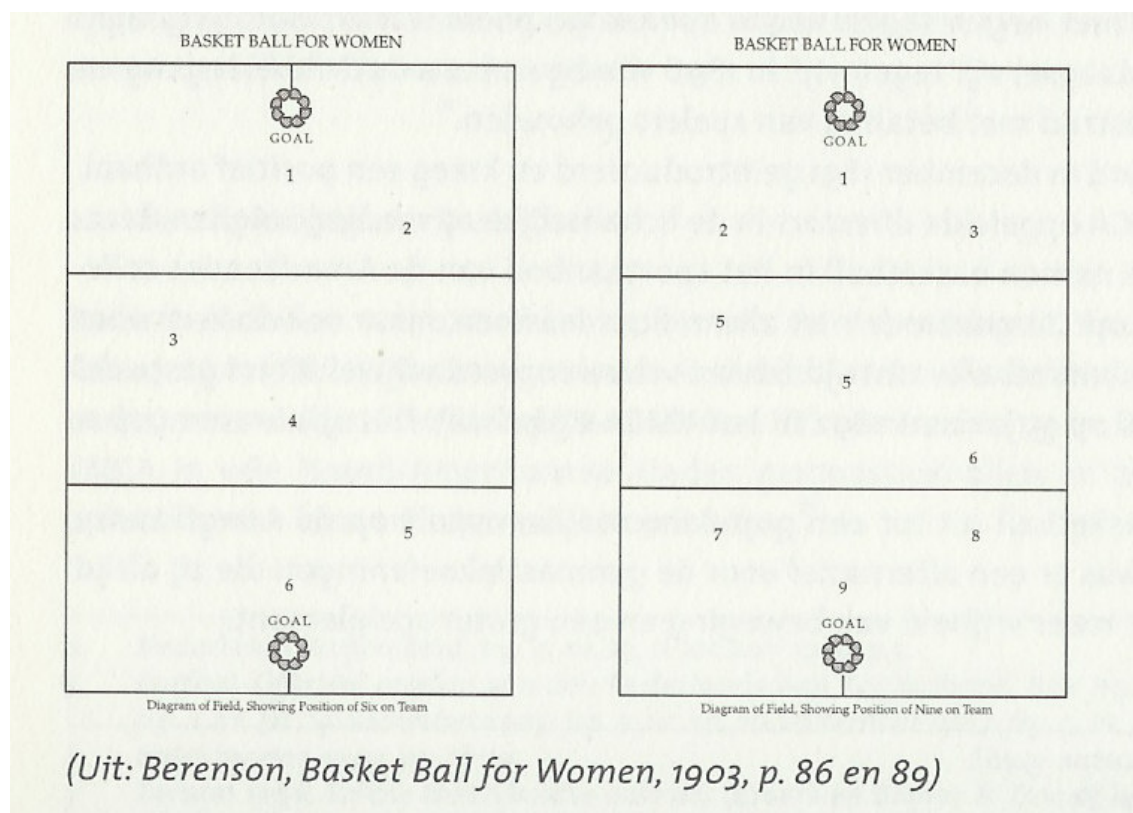 BASKET BALL FOR WOMEN
GOAL
1
2
3
4
5
6
GOAL
Diagram of Field, Showing Position of Six on Team
BASKET BALL FOR WOMEN
GOAL
1
2 3
5
5
6
7 8
9
GOAL
Diagram of Field, Showing Position of Nine on Team
(Uit: Berenson, Basket Ball for Women, 1903, p. 86 en 89)